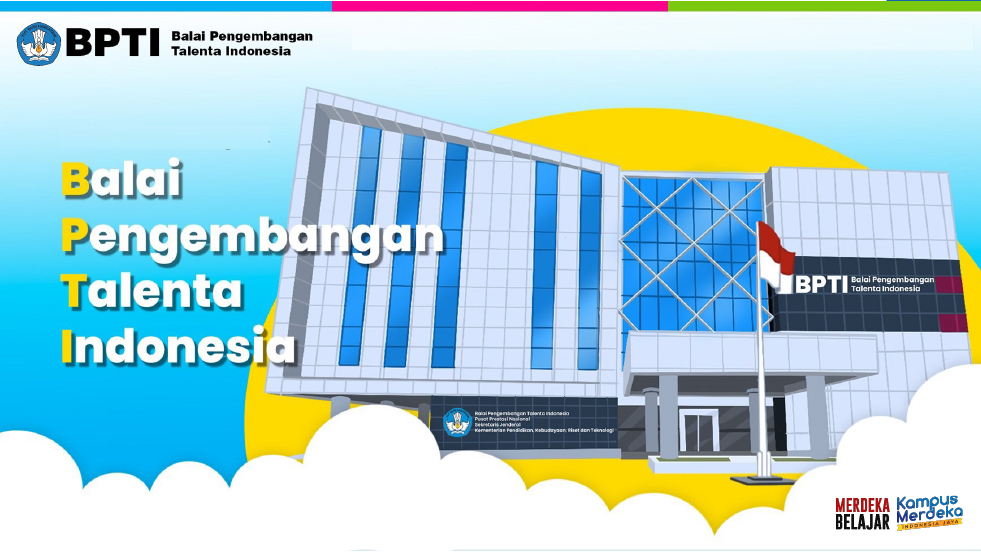 BPTI
Balai Pengembangan
Talenta Indonesia
Balai
Pengembangan
Talenta
Indonesia
BPTI
Balai Pengembangan
Talenta Indonesia
Balai Pengembangan Talenta Indonesia
Pusat Prestasi Nasional
Sekretaris Jenderal
Kementerian Pendidikan, Kebudayaan, Riset dan Teknologi
MERDEKA
BELAJAR
Kampus
Merdeka
INDONESIA JAYA